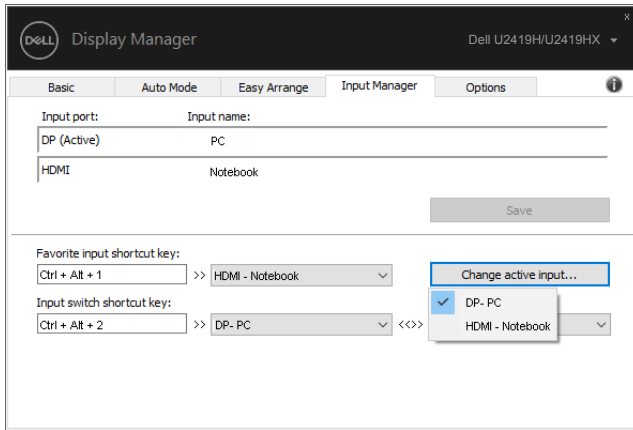 DELL Display Manager Dell U2419H/U2419HX
x
Basic Auto Mode Easy Arrange Input Manager Options i
Input port: Input name:
DP (Active) PC
HDMI Notebook
Save
Favorite input shortcut key:
Ctrl + Alt + 1 >> HDMI - Notebook Change active input...
Input switch shortcut key:
DP- PC
Ctrl + Alt + 2 >> DP- PC <<>>
HDMI - Notebook